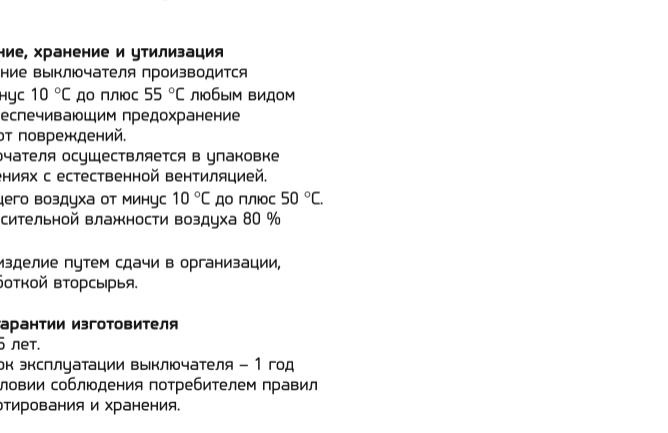 ние, хранение и утилизация
ние выключателя производится
нус 10 °С до плюс 55 °С любым видом
еспечивающим предохранение
от повреждений.
чателя осуществляется в упаковке
ениях с естественной вентиляцией.
его воздуха от минус 10 °С до плюс 50 °С.
сительной влажности воздуха 80 %
изделие путем сдачи в организации,
боткой вторсырья.
арантии изготовителя
5 лет.
ок эксплуатации выключателя – 1 год
ловии соблюдения потребителем правил
ртирования и хранения.